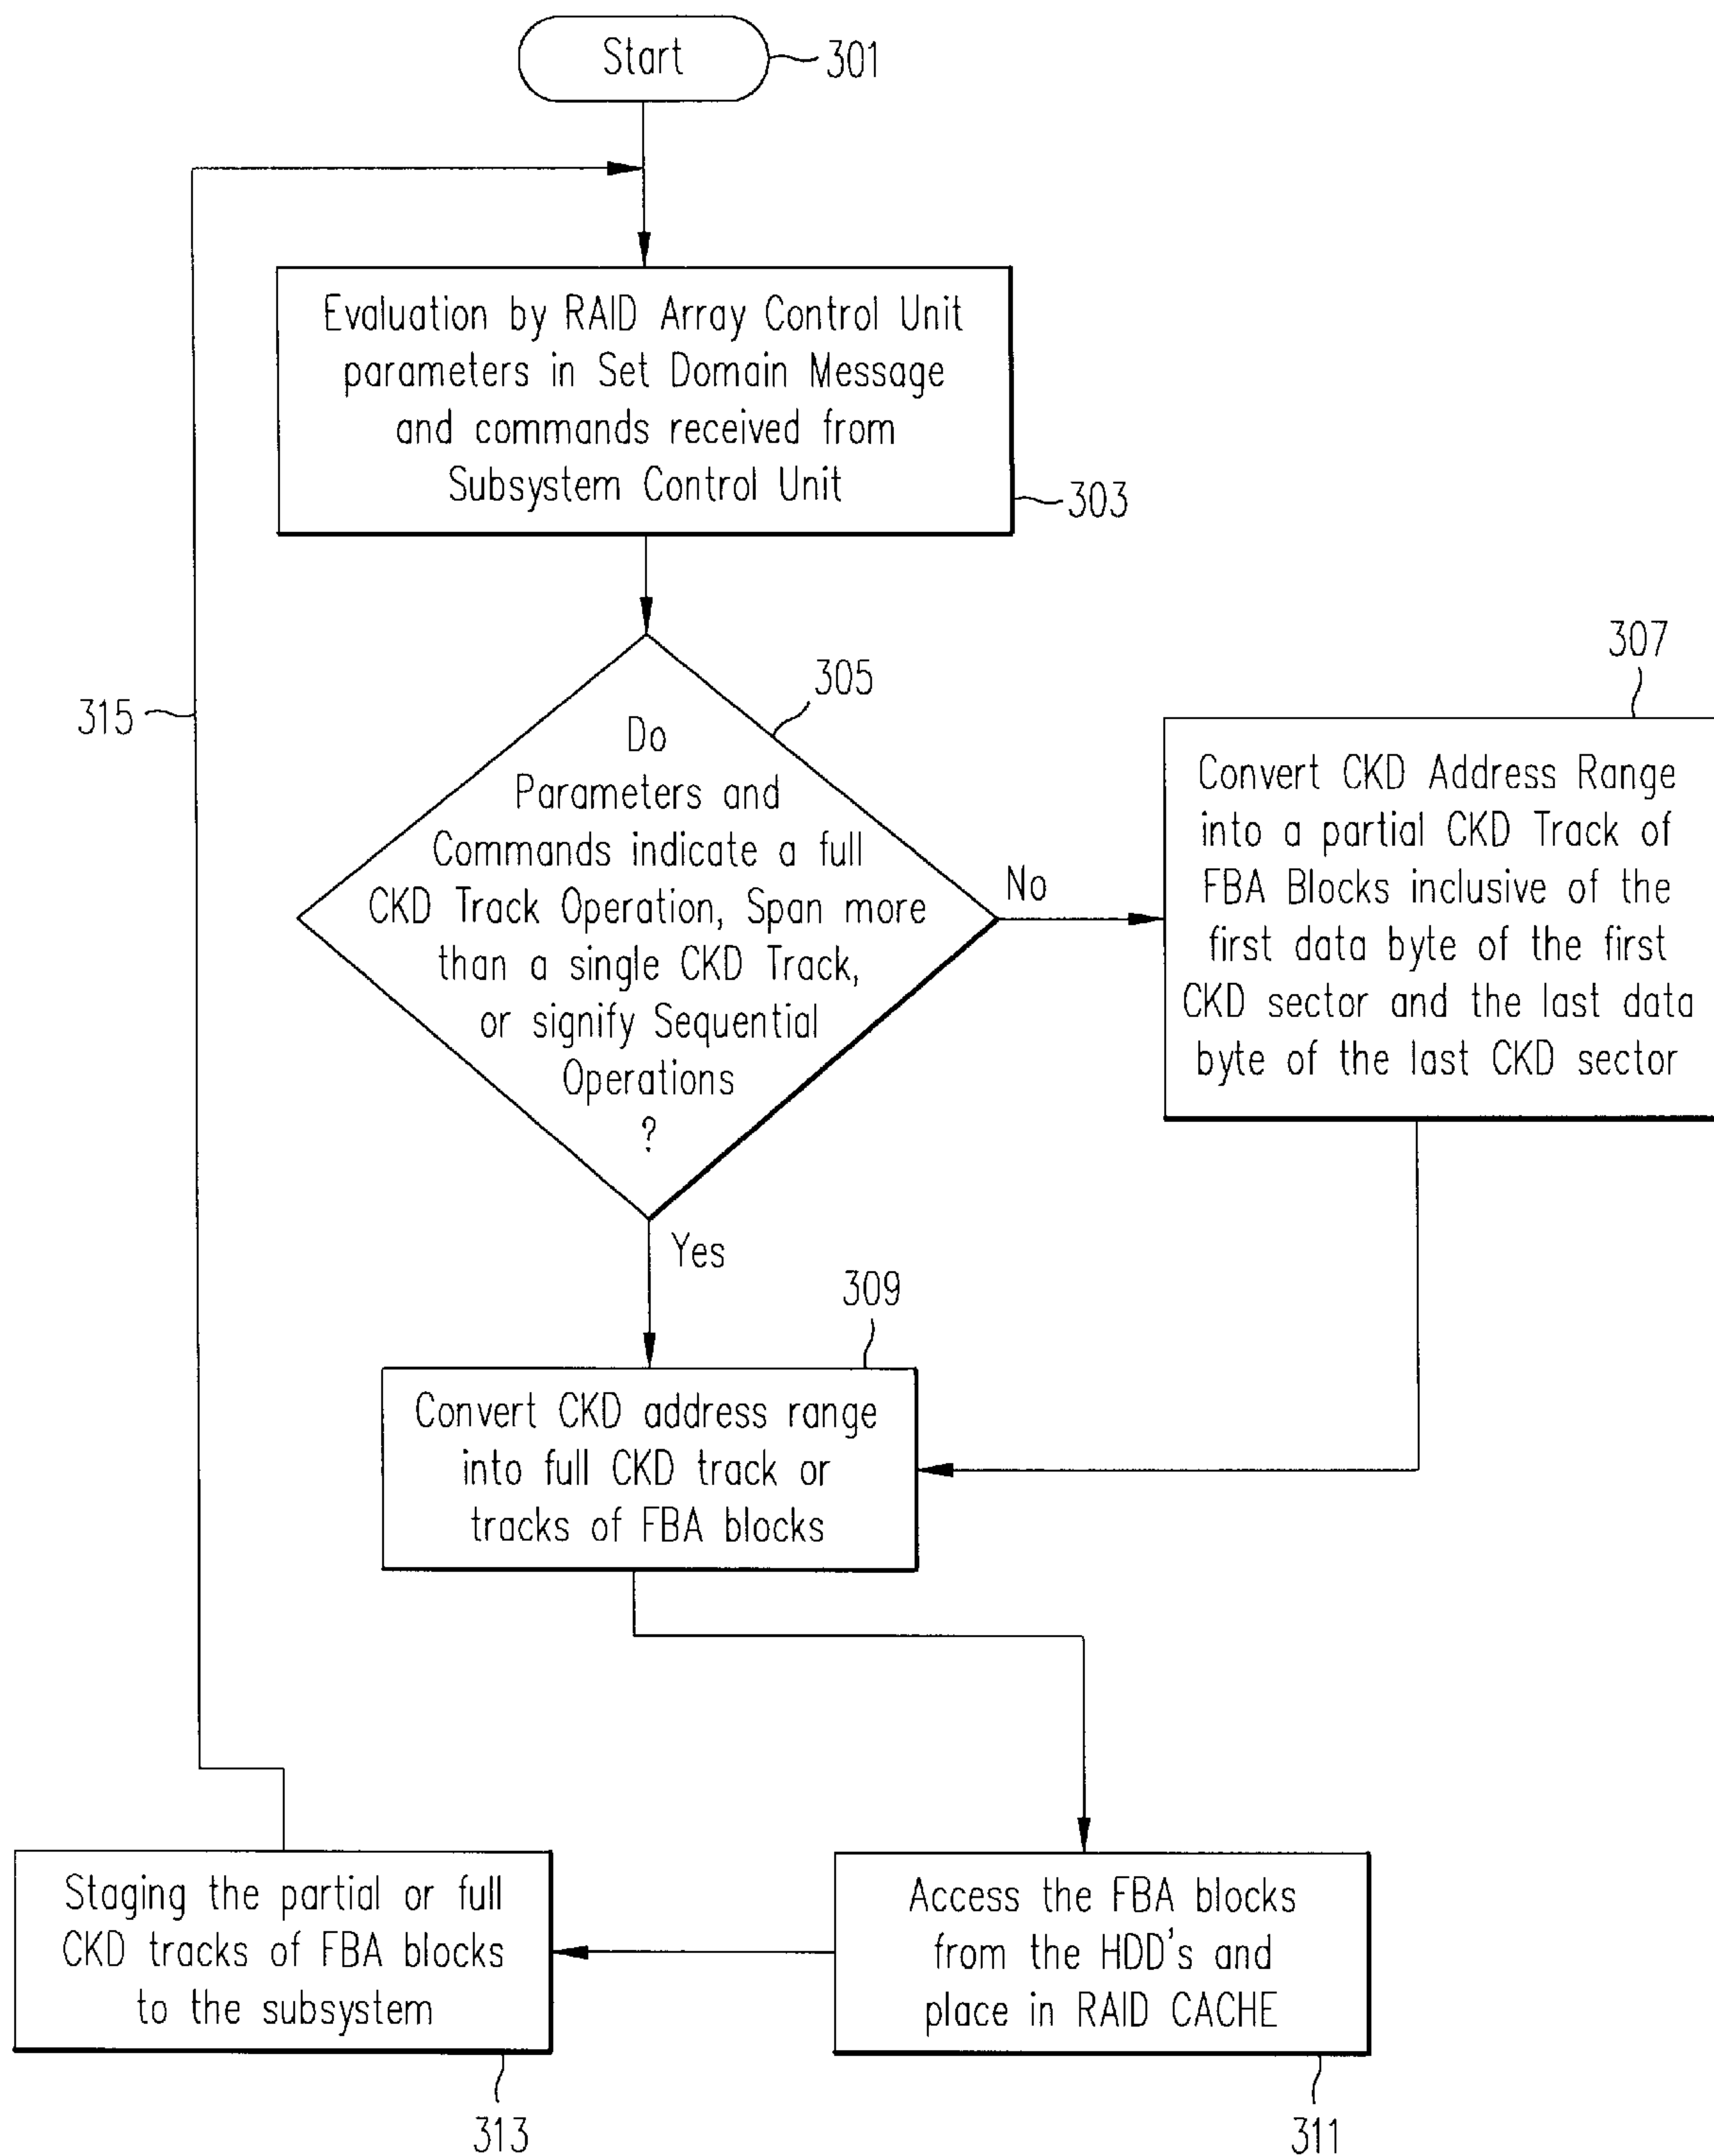 Start
301
Evaluation by RAID Array Control Unit
parameters in Set Domain Message
and commands received from
Subsystem Control Unit
303
305
Do
Parameters and
Commands indicate a full
CKD Track Operation, Span more
than a single CKD Track,
or signify Sequential
Operations
?
No
Yes
307
Convert CKD Address Range
into a partial CKD Track of
FBA Blocks inclusive of the
first data byte of the first
CKD sector and the last data
byte of the last CKD sector
315
309
Convert CKD address range
into full CKD track or
tracks of FBA blocks
Access the FBA blocks
from the HDD's and
place in RAID CACHE
311
Staging the partial or full
CKD tracks of FBA blocks
to the subsystem
313